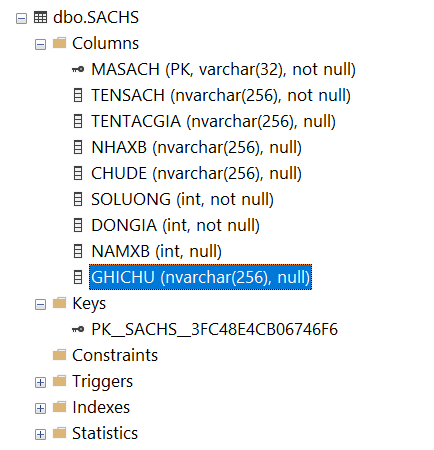 dbo.SACHS
Columns
MASACH (PK, varchar(32), not null)
TENSACH (nvarchar(256), not null)
TENTACGIA (nvarchar(256), null)
NHAXB (nvarchar(256), null)
CHUDE (nvarchar(256), null)
SOLUONG (int, not null)
DONGIA (int, not null)
NAMXB (int, null)
GHICHU (nvarchar(256), null)
Keys
PK__SACHS__3FC48E4CB06746F6
Constraints
Triggers
Indexes
Statistics